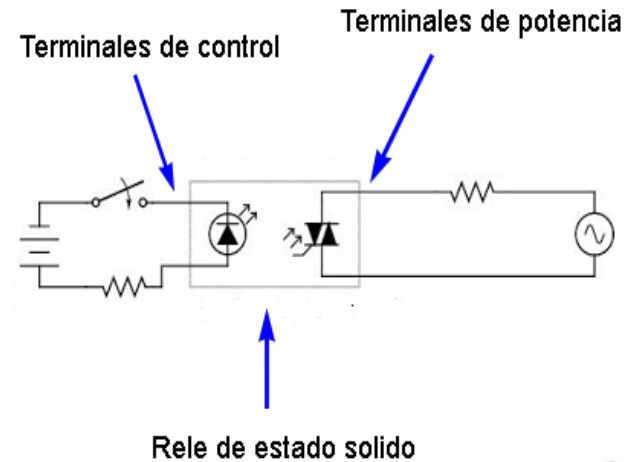 Terminales de potencia
Terminales de control
Rele de estado solido